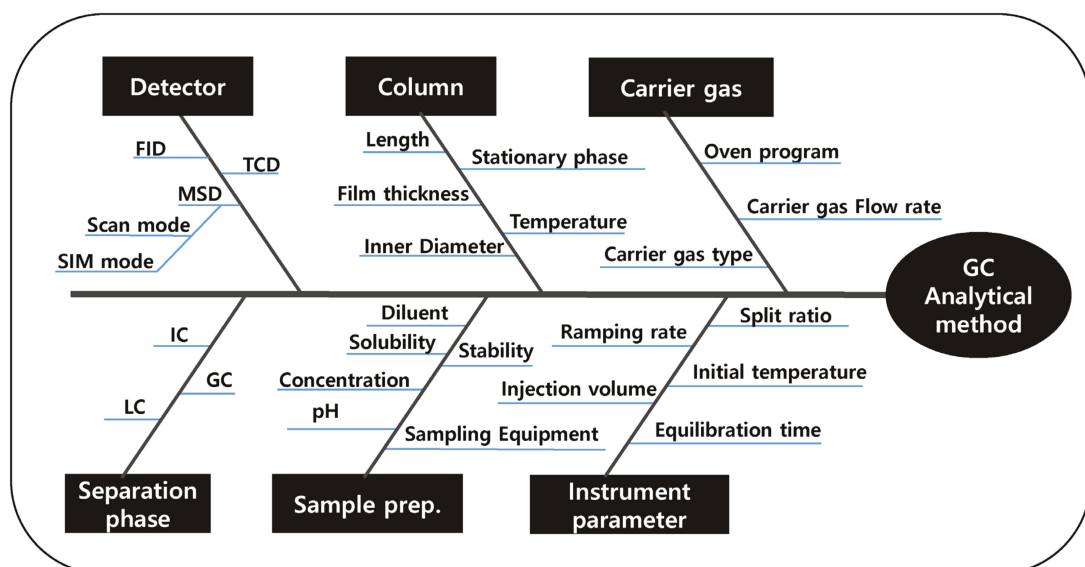 Detector
Column
Carrier gas
FID
TCD
MSD
Scan mode
SIM mode
Length
Stationary phase
Film thickness
Temperature
Inner Diameter
Oven program
Carrier gas Flow rate
Carrier gas type
GC
Analytical
method
IC
GC
LC
Diluent
Solubility
Stability
Concentration
pH
Sampling Equipment
Split ratio
Ramping rate
Initial temperature
Injection volume
Equilibration time
Separation
phase
Sample prep.
Instrument
parameter